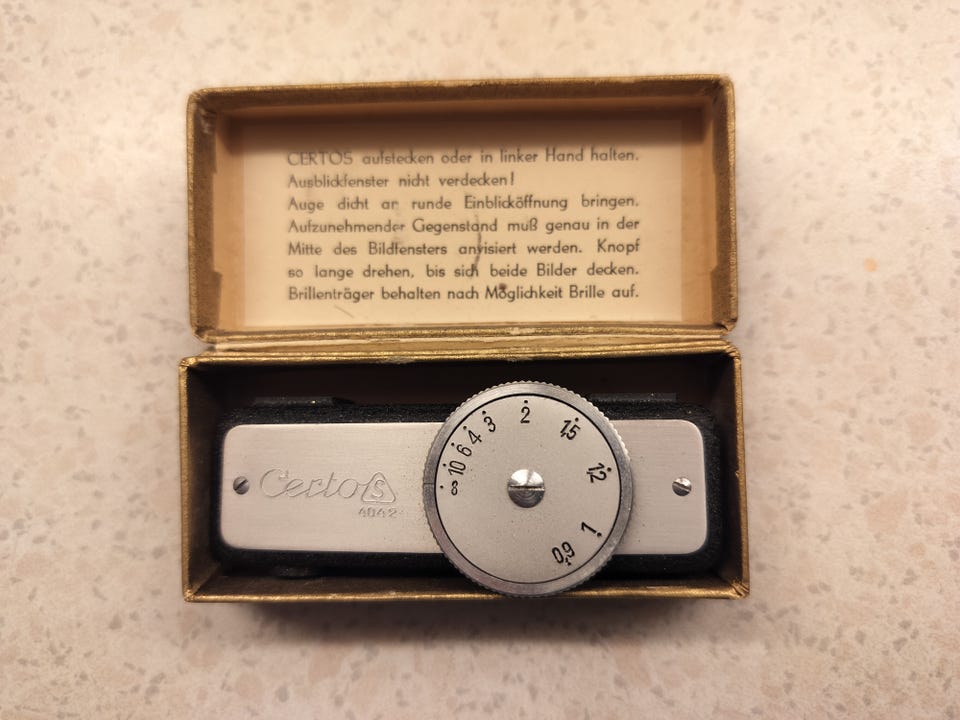 CERTOS aufstecken oder in linker Hand halten.
Ausblickfenster nicht verdecken!
Auge dicht an runde Einblicköffnung bringen.
Aufzunehmender Gegenstand muß genau in der
Mitte des Bildfensters anvisiert werden. Knopf
so lange drehen, bis sich beide Bilder decken.
Brillenträger behalten nach Möglichkeit Brille auf.
Certos
4042
∞ 10 6 4 3 2 1,5 1,2 1 0,9